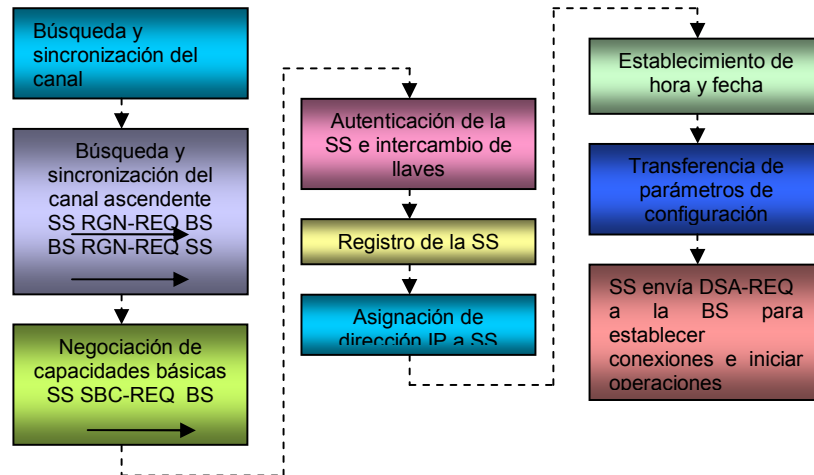 Búsqueda y
sincronización del
canal
Búsqueda y
sincronización del
canal ascendente
SS RGN-REQ BS
BS RGN-REQ SS
Negociación de
capacidades básicas
SS SBC-REQ BS
Autenticación de la
SS e intercambio de
llaves
Registro de la SS
Asignación de
dirección IP a SS
Establecimiento de
hora y fecha
Transferencia de
parámetros de
configuración
SS envía DSA-REQ
a la BS para
establecer
conexiones e iniciar
operaciones